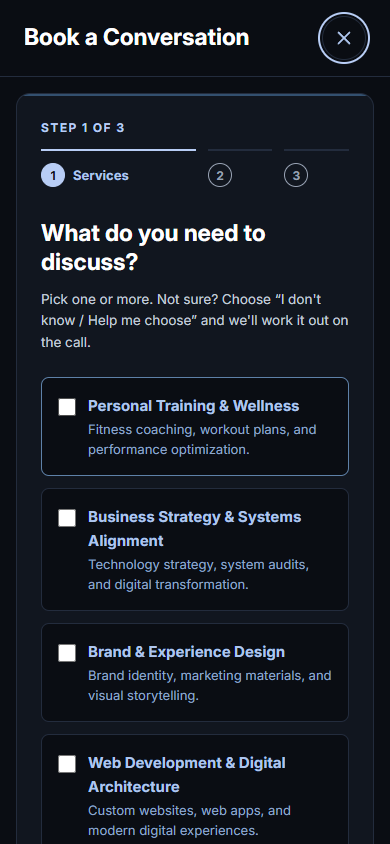 Book a Conversation
STEP 1 OF 3
1 Services 2 3
What do you need to
discuss?
Pick one or more. Not sure? Choose “I don't
know / Help me choose” and we'll work it out on
the call.
Personal Training & Wellness
Fitness coaching, workout plans, and
performance optimization.
Business Strategy & Systems
Alignment
Technology strategy, system audits,
and digital transformation.
Brand & Experience Design
Brand identity, marketing materials, and
visual storytelling.
Web Development & Digital
Architecture
Custom websites, web apps, and
modern digital experiences.